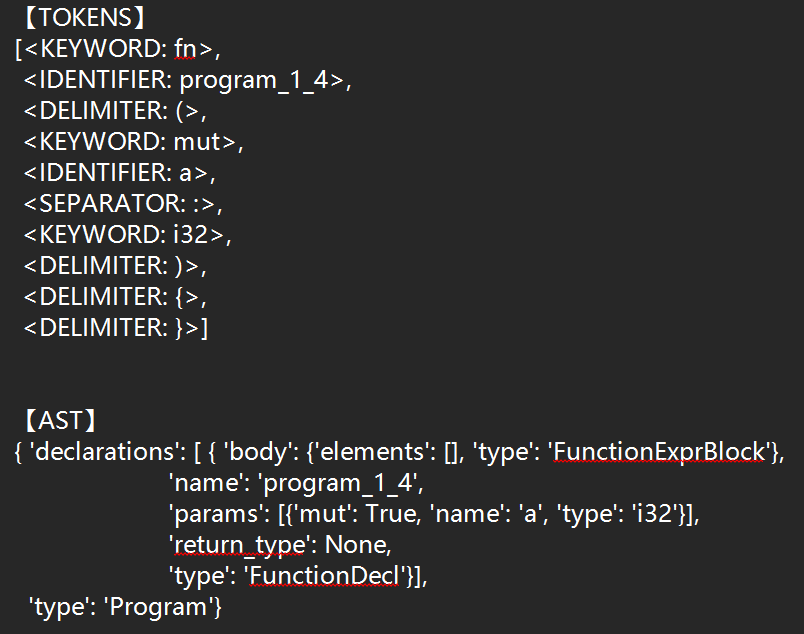 【TOKENS】
[<KEYWORD: fn>,
<IDENTIFIER: program_1_4>,
<DELIMITER: (>,
<KEYWORD: mut>,
<IDENTIFIER: a>,
<SEPARATOR: :>,
<KEYWORD: i32>,
<DELIMITER: )>,
<DELIMITER: {>,
<DELIMITER: }>]
【AST】
{ 'declarations': [ { 'body': {'elements': [], 'type': 'FunctionExprBlock'},
'name': 'program_1_4',
'params': [{'mut': True, 'name': 'a', 'type': 'i32'}],
'return_type': None,
'type': 'FunctionDecl'}],
'type': 'Program'}